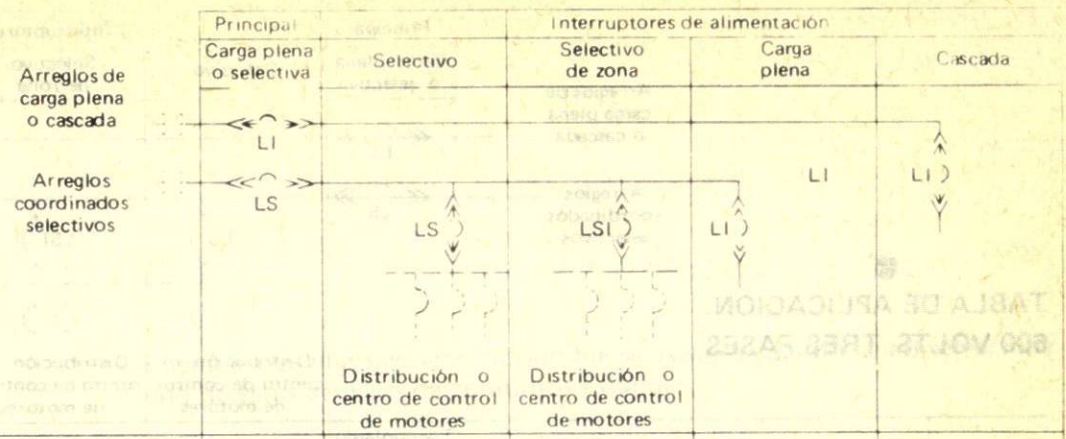 Principal
Interruptores de alimentación
Carga plena
o selectiva
Selectivo
Selectivo
de zona
Carga
plena
Cascada
Arreglos de
carga plena
o cascada
LI
LI
LI
Arreglos
coordinados
selectivos
LS
LS
LSI
LI
TABLA DE APLICACION
600 VOLTS, TRES FASES
Distribución o
centro de control
de motores
Distribución o
centro de control
de motores